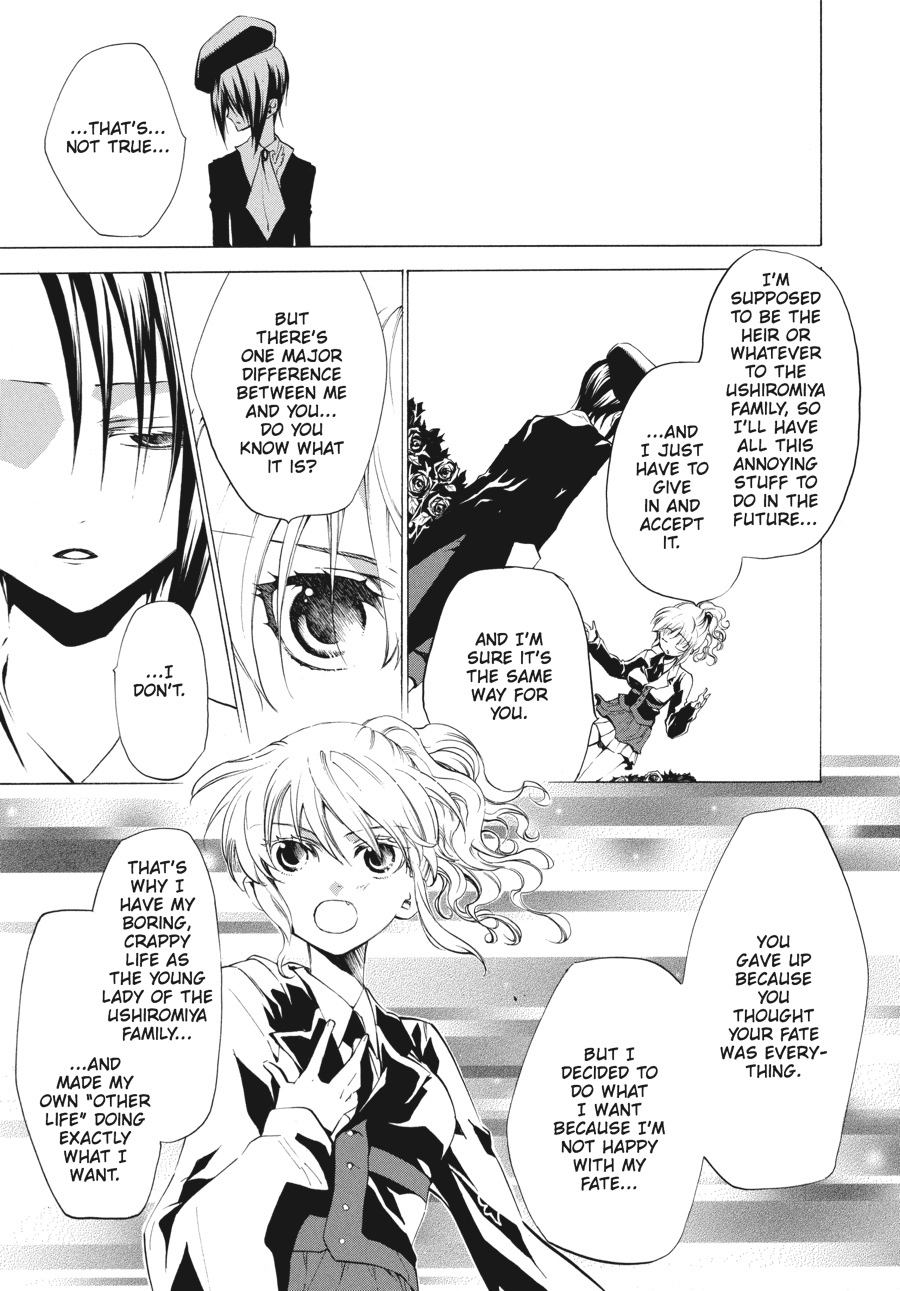 ...THAT'S...
NOT TRUE...
I'M
SUPPOSED
TO BE THE
HEIR OR
WHATEVER
TO THE
USHIROMIYA
FAMILY, SO
I'LL HAVE
ALL THIS
ANNOYING
STUFF TO
DO IN THE
FUTURE...
...AND
I JUST
HAVE TO
GIVE
IN AND
ACCEPT
IT.
AND I'M
SURE IT'S
THE SAME
WAY FOR
YOU.
BUT
THERE'S
ONE MAJOR
DIFFERENCE
BETWEEN ME
AND YOU...
DO YOU
KNOW WHAT
IT IS?
...I
DON'T.
YOU
GAVE UP
BECAUSE
YOU
THOUGHT
YOUR FATE
WAS EVERY-
THING.
BUT I
DECIDED TO
DO WHAT
I WANT
BECAUSE I'M
NOT HAPPY
WITH MY
FATE...
THAT'S
WHY I
HAVE MY
BORING,
CRAPPY
LIFE AS
THE YOUNG
LADY OF THE
USHIROMIYA
FAMILY...
...AND
MADE MY
OWN "OTHER
LIFE" DOING
EXACTLY
WHAT I
WANT.